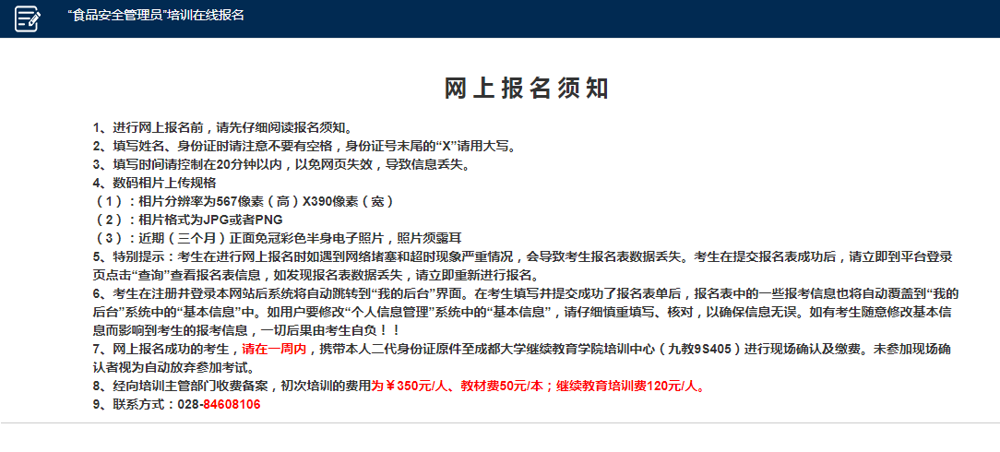 “食品安全管理员”培训在线报名
网上报名须知
1、进行网上报名前，请先仔细阅读报名须知。
2、填写姓名、身份证时请注意不要有空格，身份证号末尾的“X”请用大写。
3、填写时间请控制在20分钟以内，以免网页失效，导致信息丢失。
4、数码相片上传规格
（1）：相片分辨率为567像素（高）X390像素（宽）
（2）：相片格式为JPG或者PNG
（3）：近期（三个月）正面免冠彩色半身电子照片，照片须露耳
5、特别提示：考生在进行网上报名时如遇到网络堵塞和超时现象严重情况，会导致考生报名表数据丢失。考生在提交报名表成功后，请立即到平台登录
页点击“查询”查看报名表信息，如发现报名表数据丢失，请立即重新进行报名。
6、考生在注册并登录本网站后系统将自动跳转到“我的后台”界面。在考生填写并提交成功了报名表单后，报名表中的一些报考信息也将自动覆盖到“我的
后台”系统中的“基本信息”中。如用户要修改“个人信息管理”系统中的“基本信息”，请仔细慎重填写、核对，以确保信息无误。如有考生随意修改基本信
息而影响到考生的报考信息，一切后果由考生自负！！
7、网上报名成功的考生，请在一周内，携带本人二代身份证原件至成都大学继续教育学院培训中心（九教9S405）进行现场确认及缴费。未参加现场确
认者视为自动放弃参加考试。
8、经向培训主管部门收费备案，初次培训的费用为￥350元/人、教材费50元/本；继续教育培训费120元/人。
9、联系方式：028-84608106